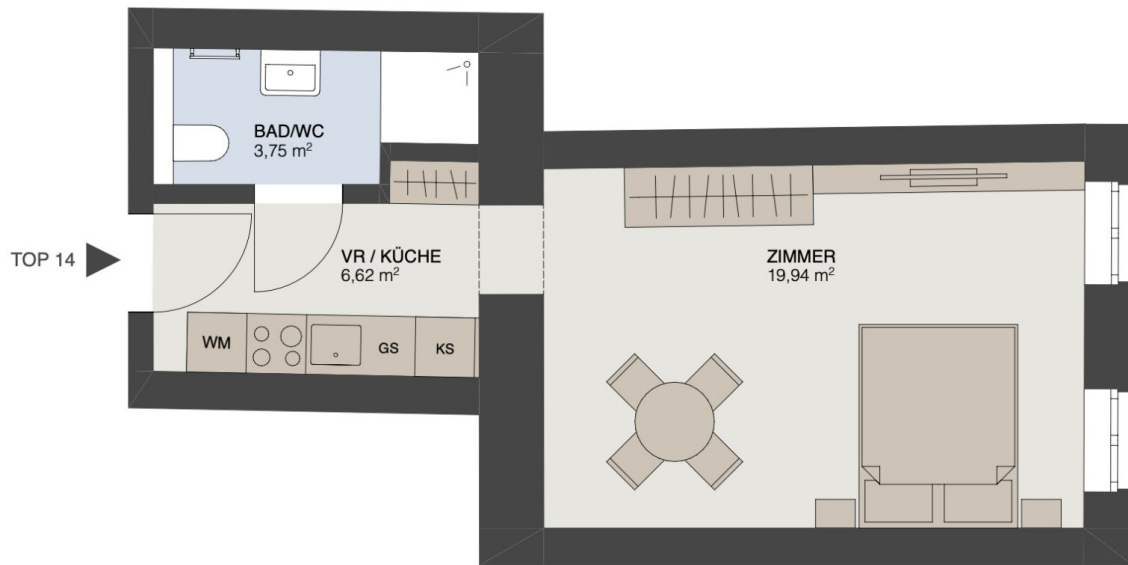 BAD/WC
3,75 m²
TOP 14
VR / KÜCHE
6,62 m²
ZIMMER
19,94 m²
WM
GS
KS